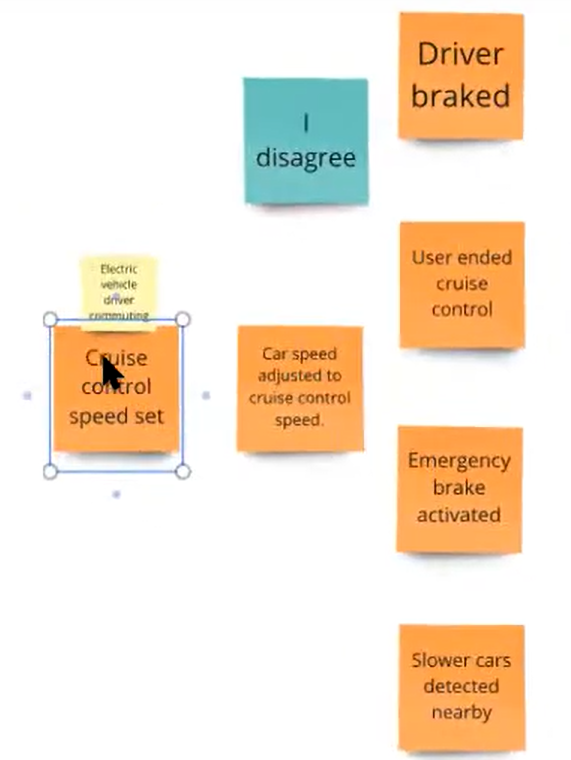 Driver
braked
I
disagree
User ended
cruise
control
Electric
vehicle
driver
commuting
Cruise
control
speed set
Car speed
adjusted to
cruise control
speed.
Emergency
brake
activated
Slower cars
detected
nearby